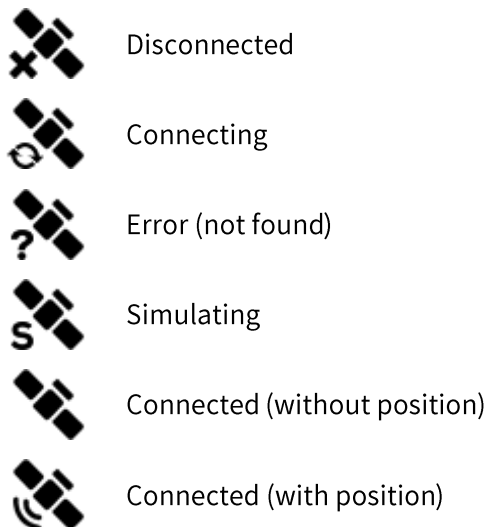 Disconnected
Connecting
?
Error (not found)
S
Simulating
Connected (without position)
Connected (with position)